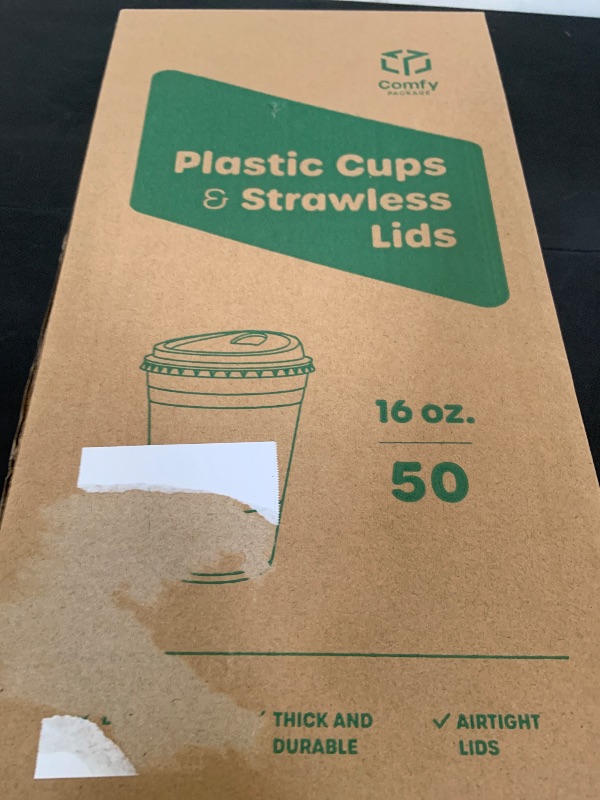 Comfy
PACKAGE
Plastic Cups
& Strawless
Lids
16 oz.
50
THICK AND
DURABLE
✓ AIRTIGHT
LIDS